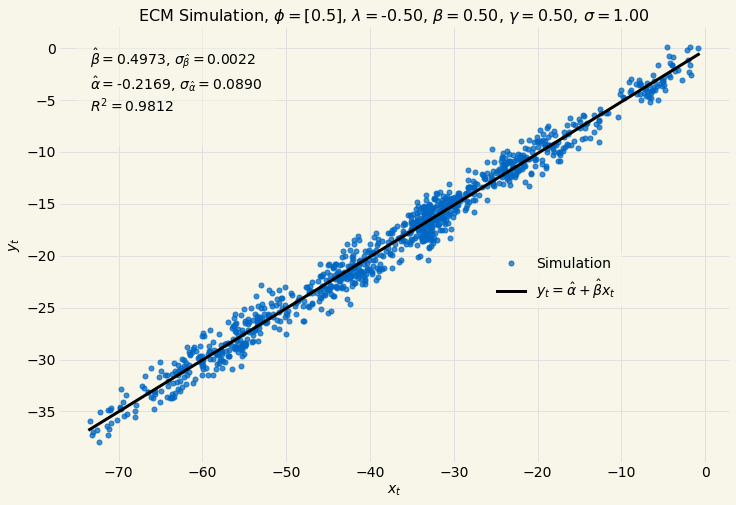 ECM Simulation, ϕ = [0.5], λ = -0.50, β = 0.50, γ = 0.50, σ = 1.00
β̂ = 0.4973, σ_β̂ = 0.0022
α̂ = -0.2169, σ_α̂ = 0.0890
R² = 0.9812
0
−5
−10
−15
−20
−25
−30
−35
y_t
Simulation
y_t = α̂ + β̂x_t
−70 −60 −50 −40 −30 −20 −10 0
x_t